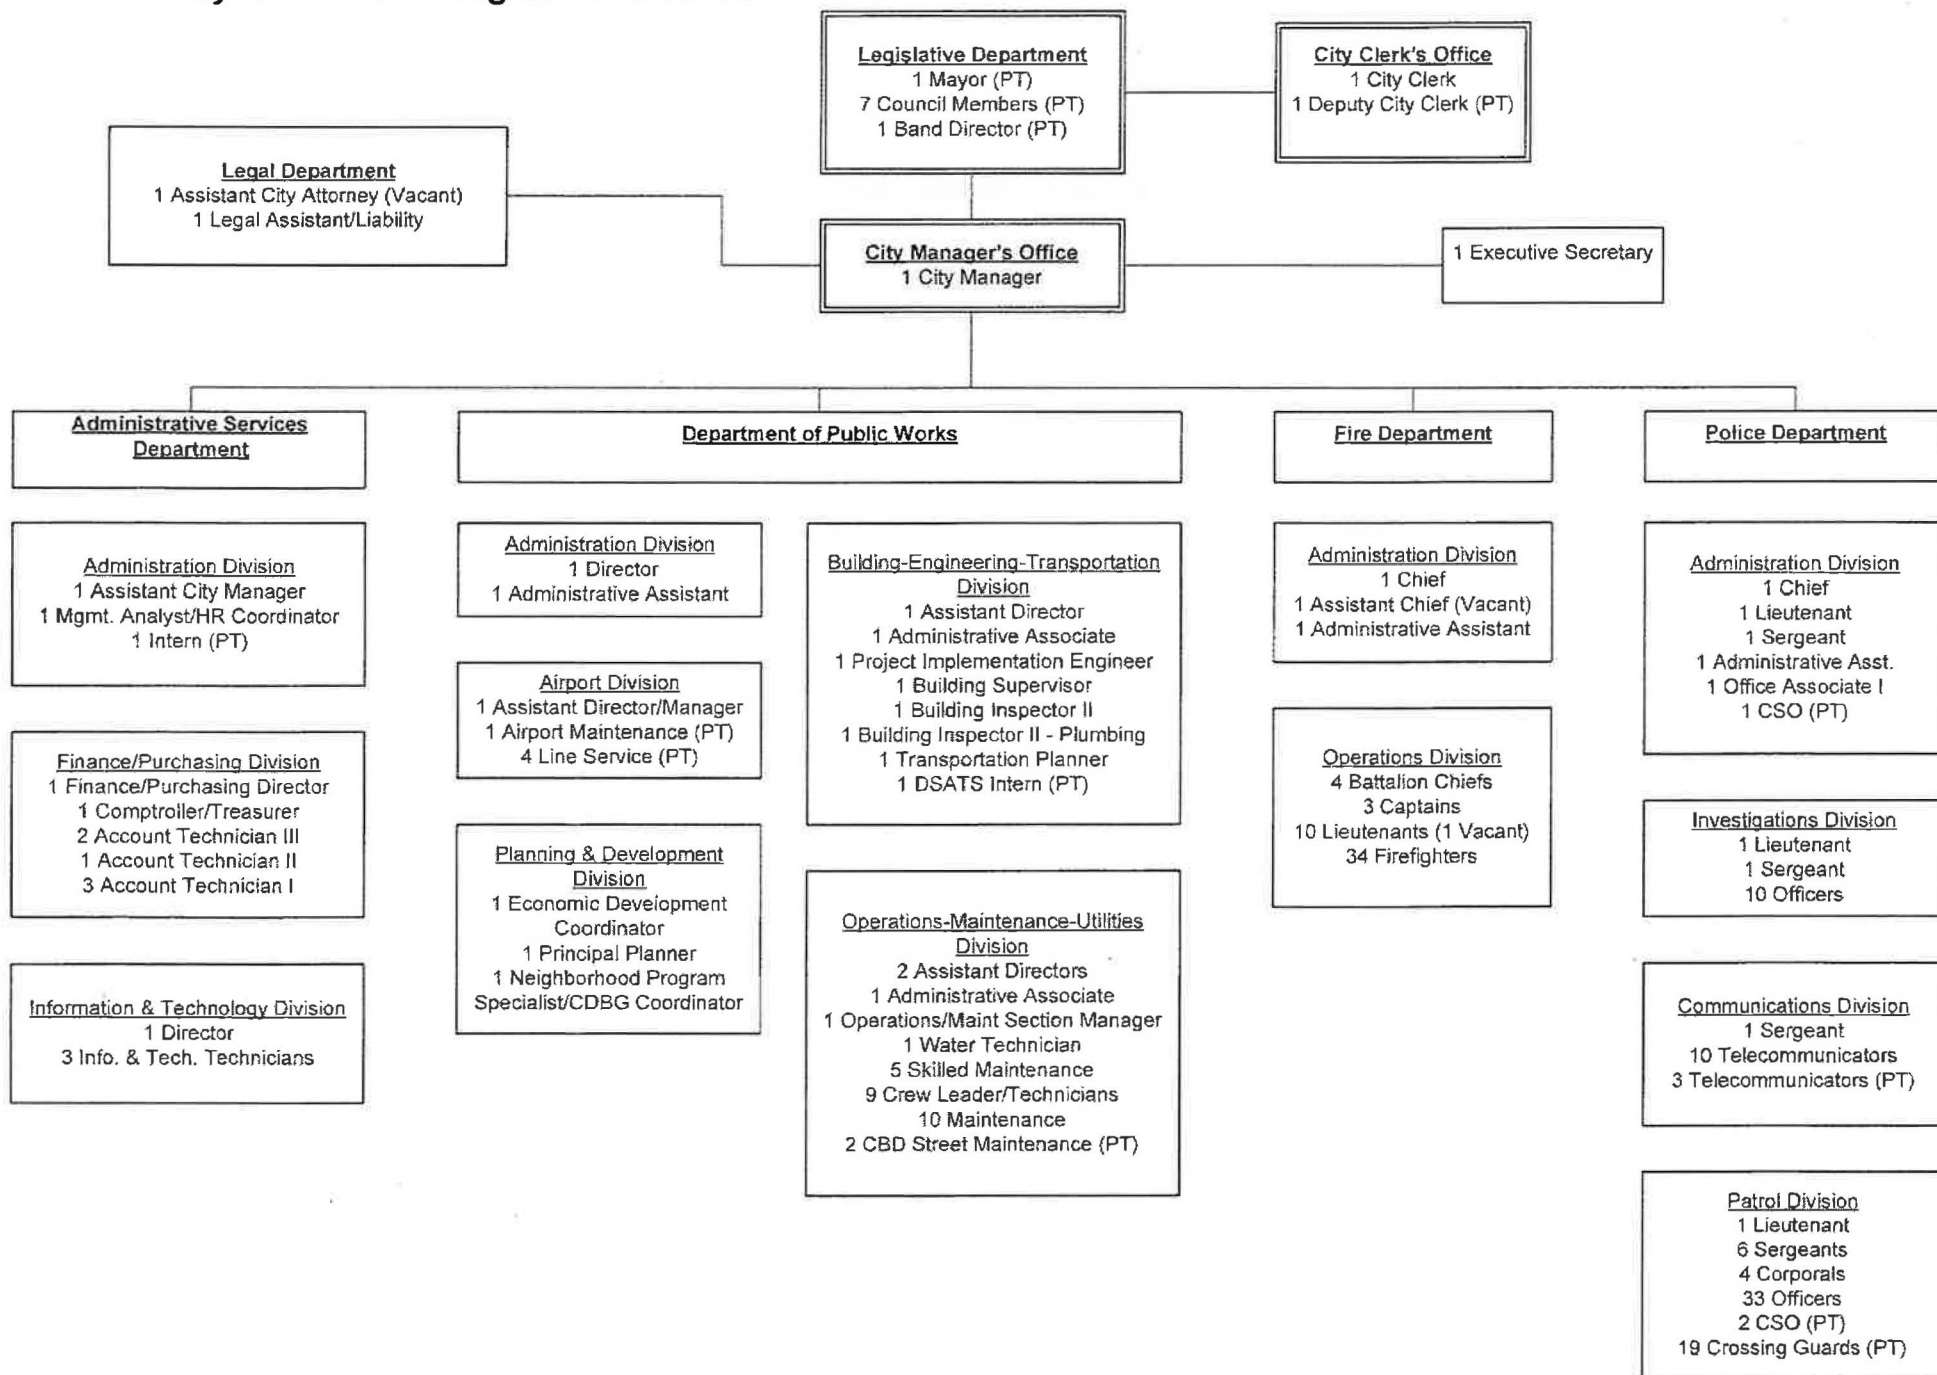 Legislative Department
1 Mayor (PT)
7 Council Members (PT)
1 Band Director (PT)
City Clerk's Office
1 City Clerk
1 Deputy City Clerk (PT)
Legal Department
1 Assistant City Attorney (Vacant)
1 Legal Assistant/Liability
City Manager's Office
1 City Manager
1 Executive Secretary
Administrative Services
Department
Administration Division
1 Assistant City Manager
1 Mgmt. Analyst/HR Coordinator
1 Intern (PT)
Finance/Purchasing Division
1 Finance/Purchasing Director
1 Comptroller/Treasurer
2 Account Technician III
1 Account Technician II
3 Account Technician I
Information & Technology Division
1 Director
3 Info. & Tech. Technicians
Department of Public Works
Administration Division
1 Director
1 Administrative Assistant
Airport Division
1 Assistant Director/Manager
1 Airport Maintenance (PT)
4 Line Service (PT)
Planning & Development
Division
1 Economic Development
Coordinator
1 Principal Planner
1 Neighborhood Program
Specialist/CDBG Coordinator
Building-Engineering-Transportation
Division
1 Assistant Director
1 Administrative Associate
1 Project Implementation Engineer
1 Building Supervisor
1 Building Inspector II
1 Building Inspector II - Plumbing
1 Transportation Planner
1 DSATS Intern (PT)
Operations-Maintenance-Utilities
Division
2 Assistant Directors
1 Administrative Associate
1 Operations/Maint Section Manager
1 Water Technician
5 Skilled Maintenance
9 Crew Leader/Technicians
10 Maintenance
2 CBD Street Maintenance (PT)
Fire Department
Administration Division
1 Chief
1 Assistant Chief (Vacant)
1 Administrative Assistant
Operations Division
4 Battalion Chiefs
3 Captains
10 Lieutenants (1 Vacant)
34 Firefighters
Police Department
Administration Division
1 Chief
1 Lieutenant
1 Sergeant
1 Administrative Asst.
1 Office Associate I
1 CSO (PT)
Investigations Division
1 Lieutenant
1 Sergeant
10 Officers
Communications Division
1 Sergeant
10 Telecommunicators
3 Telecommunicators (PT)
Patrol Division
1 Lieutenant
6 Sergeants
4 Corporals
33 Officers
2 CSO (PT)
19 Crossing Guards (PT)